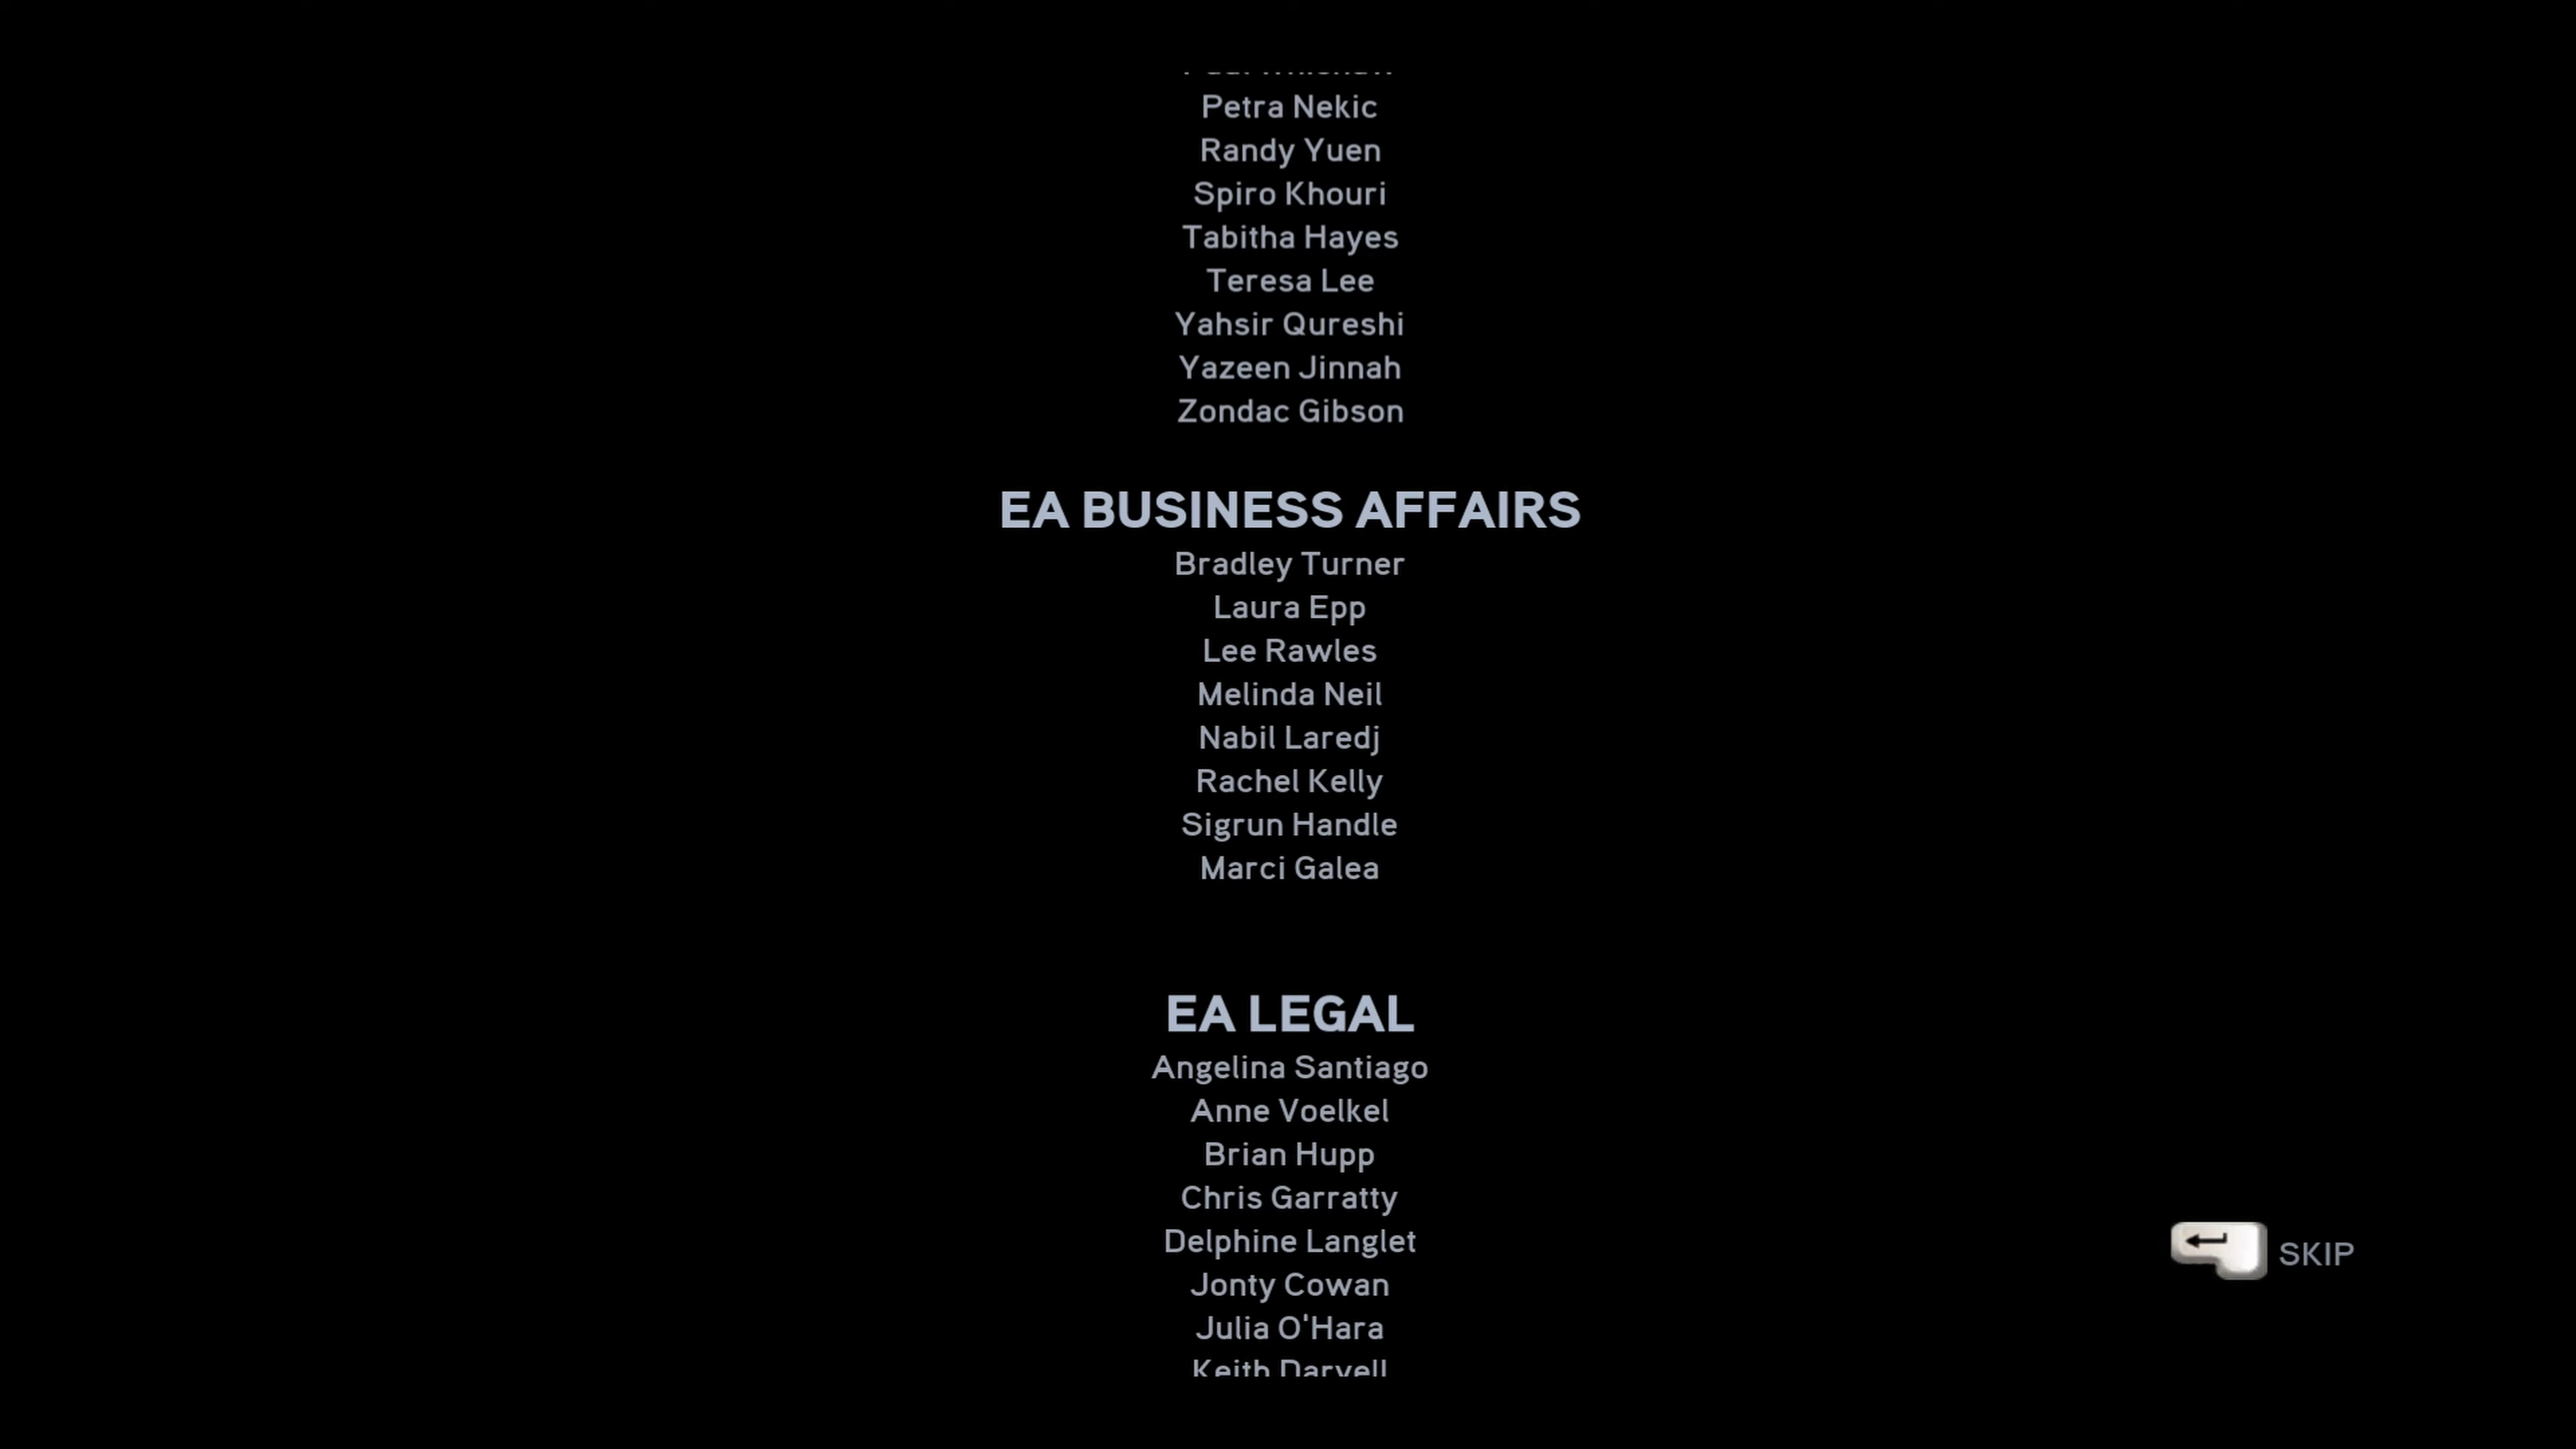 Petra Nekic
Randy Yuen
Spiro Khouri
Tabitha Hayes
Teresa Lee
Yahsir Qureshi
Yazeen Jinnah
Zondac Gibson
EA BUSINESS AFFAIRS
Bradley Turner
Laura Epp
Lee Rawles
Melinda Neil
Nabil Laredj
Rachel Kelly
Sigrun Handle
Marci Galea
EA LEGAL
Angelina Santiago
Anne Voelkel
Brian Hupp
Chris Garratty
Delphine Langlet
Jonty Cowan
Julia O'Hara
Keith
SKIP